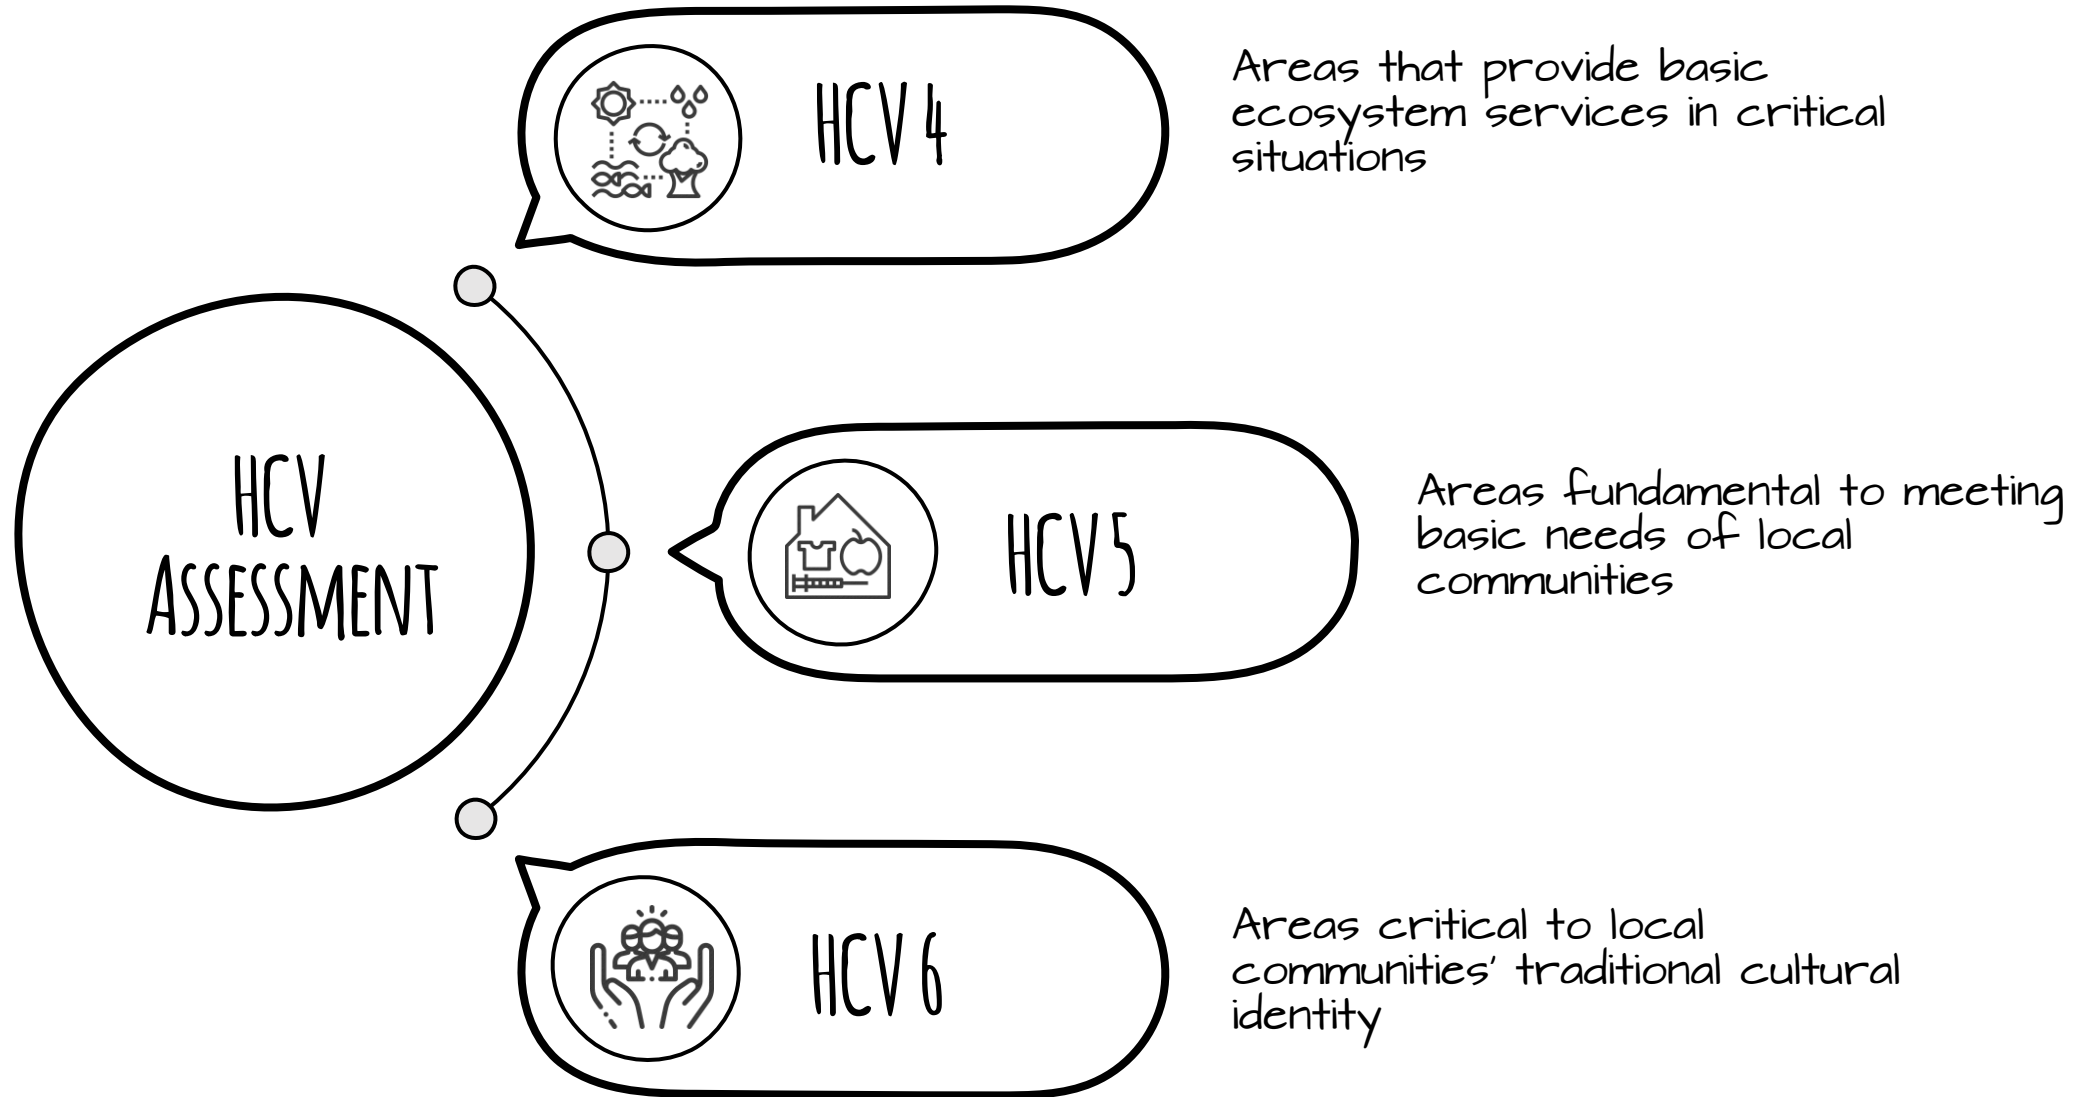 HCV 4
Areas that provide basic
ecosystem services in critical
situations
HCV
ASSESSMENT
HCV 5
Areas fundamental to meeting
basic needs of local
communities
HCV 6
Areas critical to local
communities' traditional cultural
identity